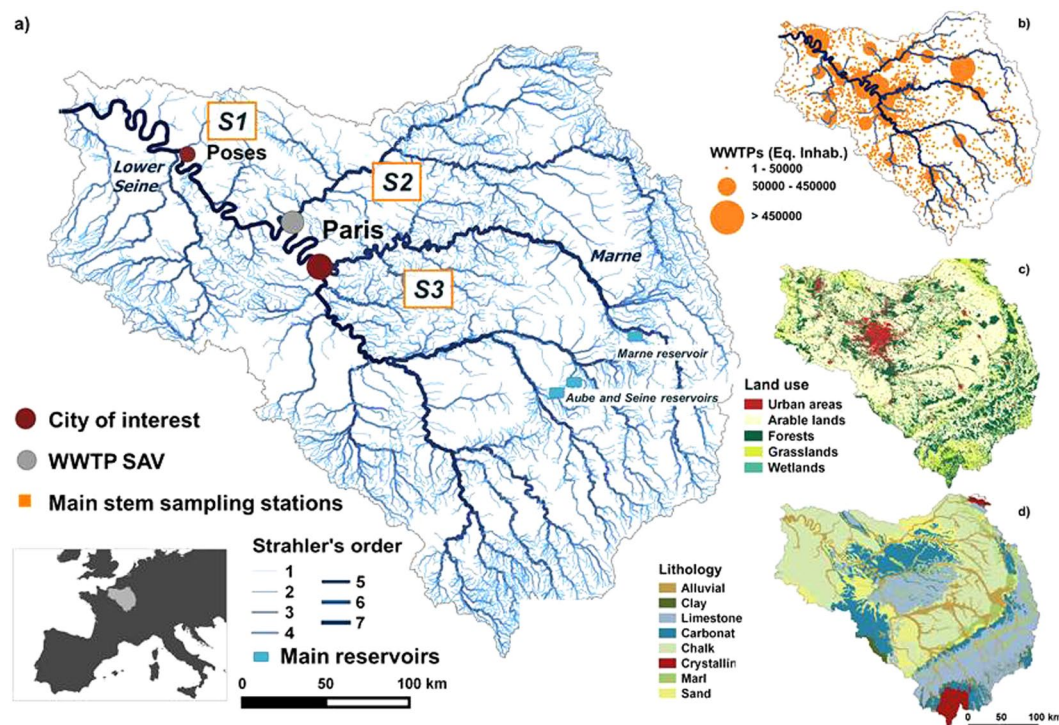 a)
S1
Poses
Lower
Seine
S2
Paris
S3
Marne
Marne reservoir
Aube and Seine reservoirs
City of interest
WWTP SAV
Main stem sampling stations
Strahler's order
1
2
3
4
5
6
7
Main reservoirs
0 50 100 km
b)
WWTPs (Eq. Inhab.)
1 - 50000
50000 - 450000
> 450000
c)
Land use
Urban areas
Arable lands
Forests
Grasslands
Wetlands
d)
Lithology
Alluvial
Clay
Limestone
Carbonat
Chalk
Crystallin
Marl
Sand
0 50 100 km